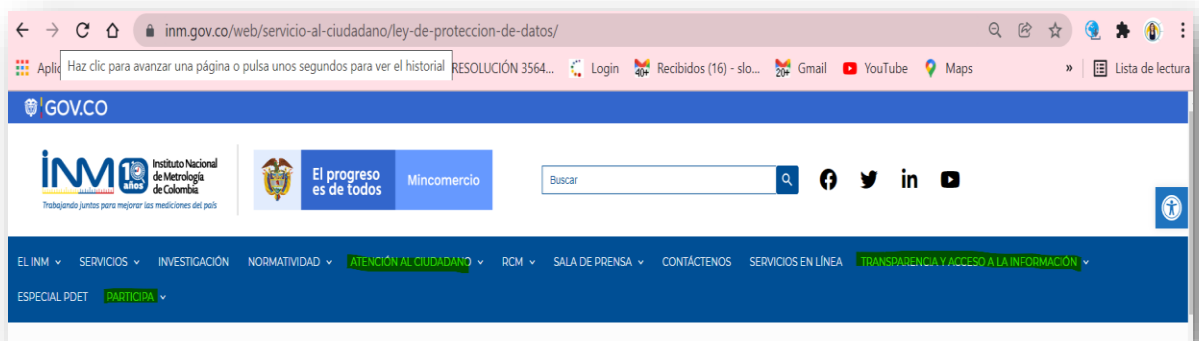 inm.gov.co/web/servicio-al-ciudadano/ley-de-proteccion-de-datos/
Haz clic para avanzar una página o pulsa unos segundos para ver el historial
RESOLUCIÓN 3564... Login 40+ Recibidos (16) - slo... 20+ Gmail YouTube Maps » Lista de lectura
GOV.CO
INM 10 años Instituto Nacional
de Metrología
de Colombia
Trabajando juntos para mejorar las mediciones del país
El progreso
es de todos
Mincomercio
Buscar
EL INM SERVICIOS INVESTIGACIÓN NORMATIVIDAD ATENCIÓN AL CIUDADANO RCM SALA DE PRENSA CONTÁCTENOS SERVICIOS EN LÍNEA TRANSPARENCIA Y ACCESO A LA INFORMACIÓN
ESPECIAL PDET PARTICIPA